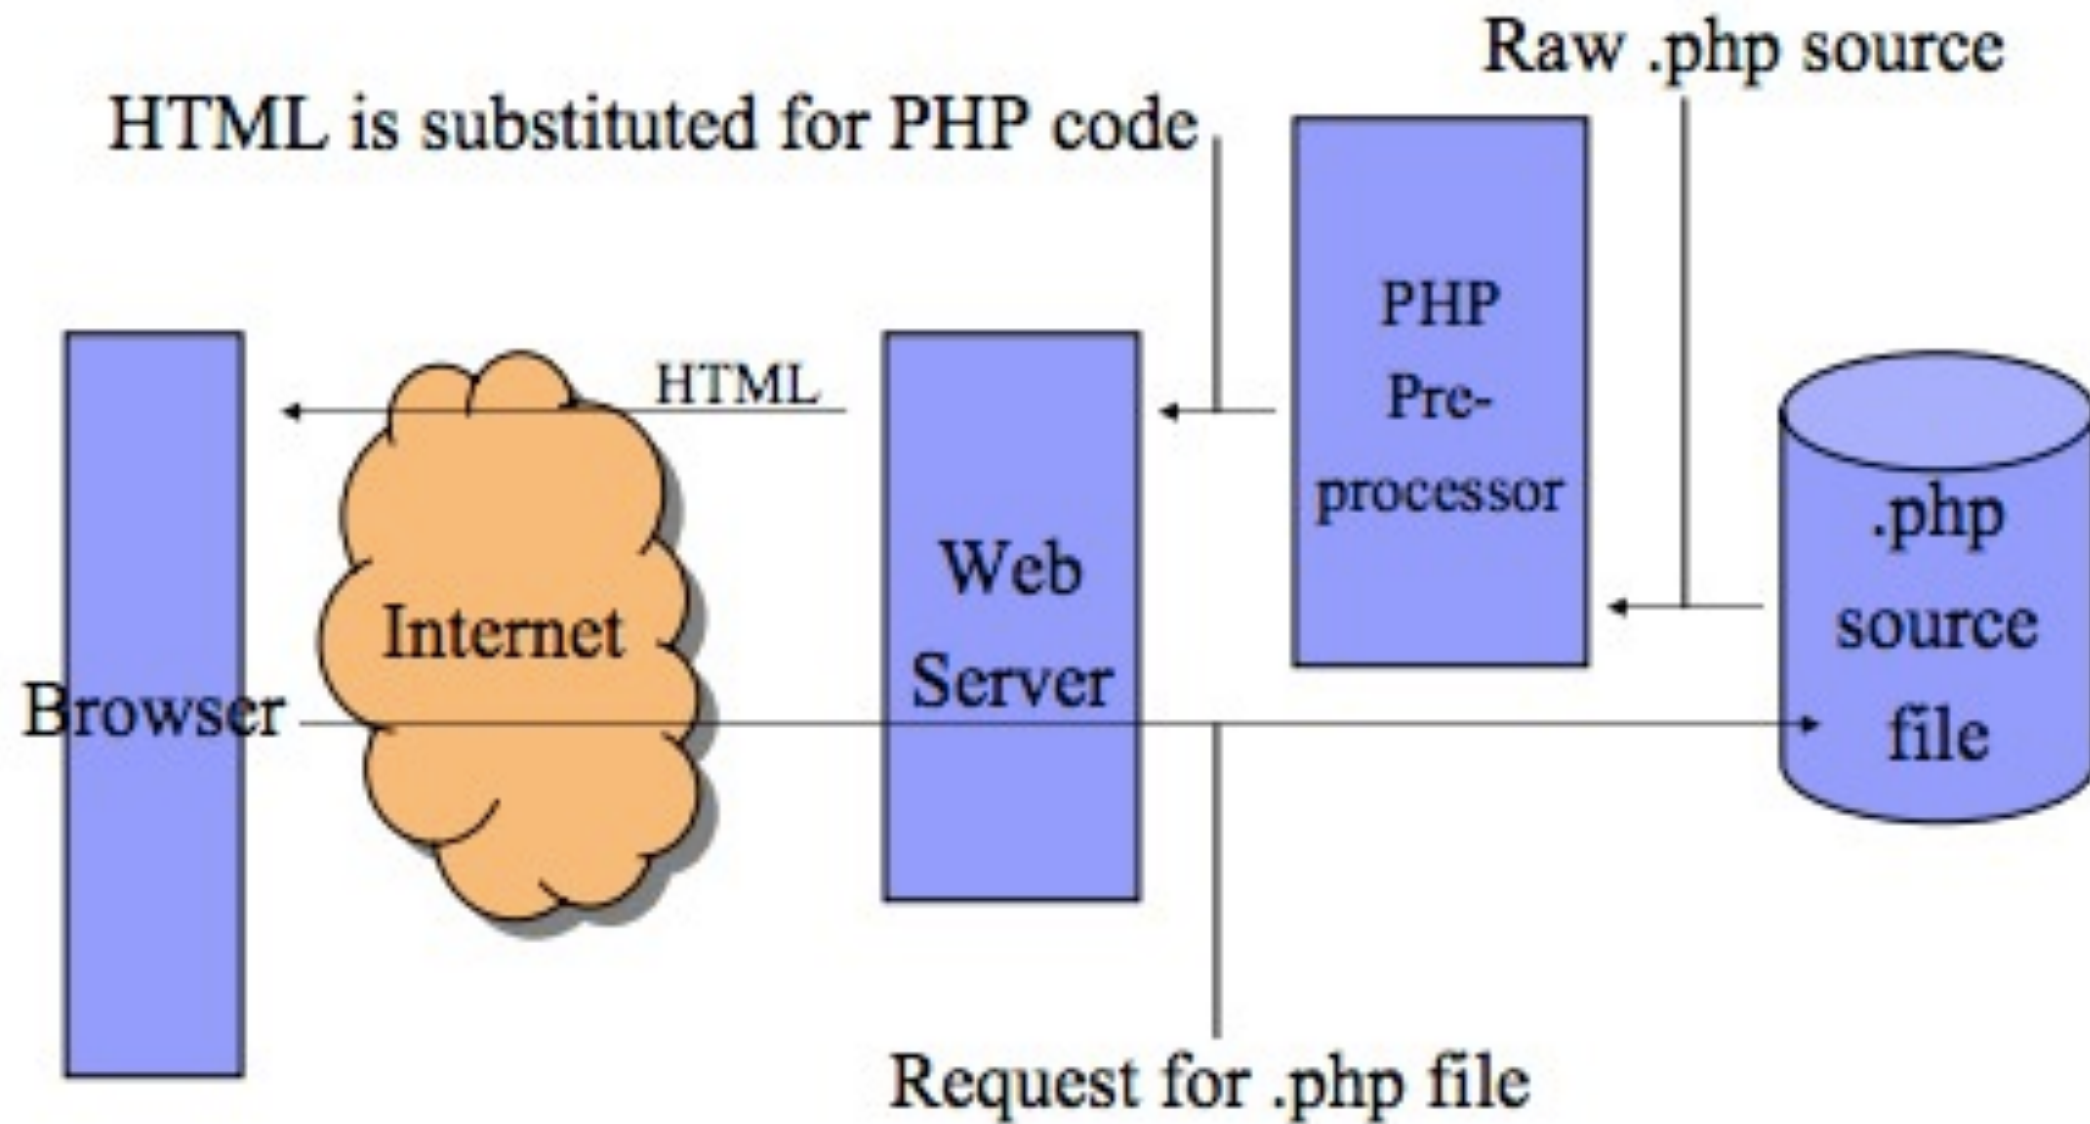 Raw .php source
HTML is substituted for PHP code
PHP
Pre-
processor
HTML
.php
source
file
Web
Server
Internet
Browser
Request for .php file